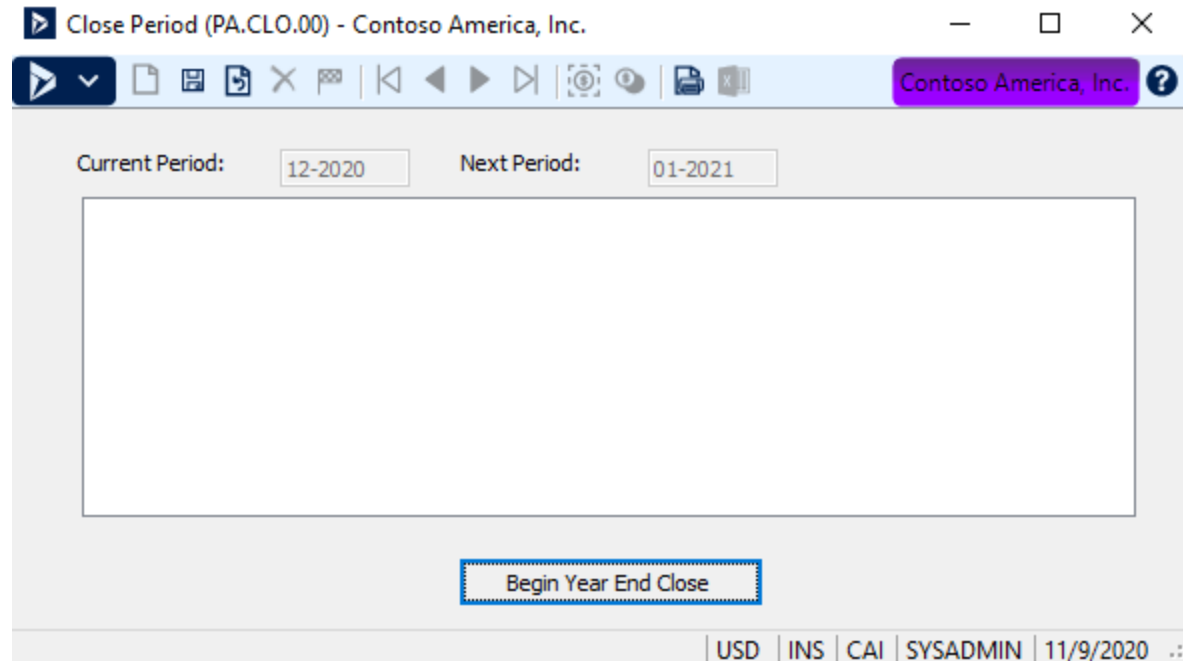 Close Period (PA.CLO.00) - Contoso America, Inc.
Contoso America, Inc.
Current Period: 12-2020 Next Period: 01-2021
Begin Year End Close
USD INS CAI SYSADMIN 11/9/2020